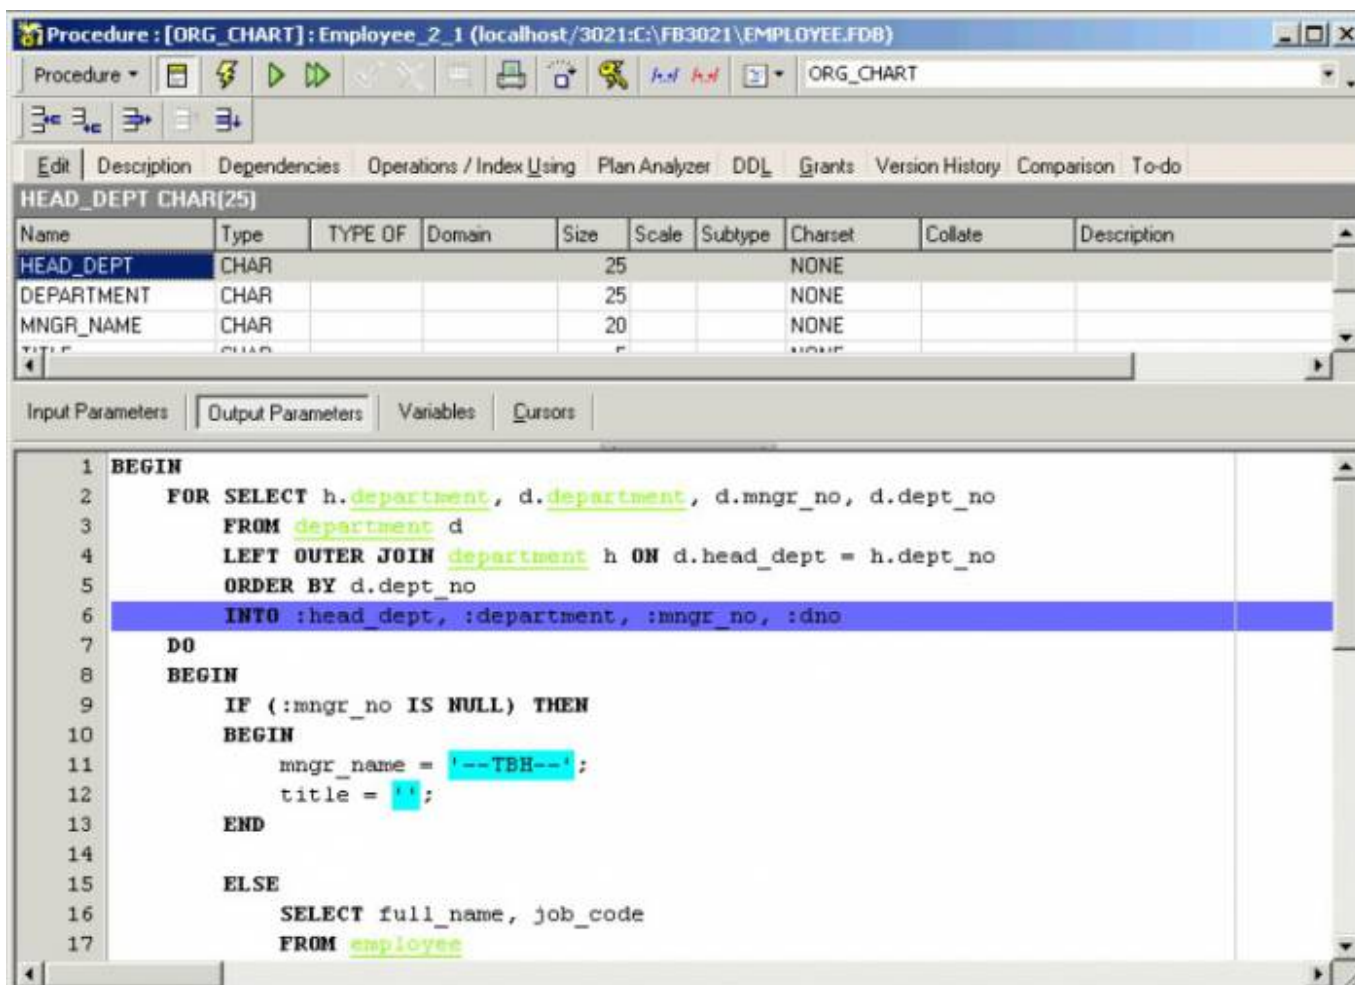 Procedure : [ORG_CHART] : Employee_2_1 (localhost/3021:C:\FB3021\EMPLOYEE.FDB)
Procedure ORG_CHART
Edit Description Dependencies Operations / Index Using Plan Analyzer DDL Grants Version History Comparison To-do
HEAD_DEPT CHAR(25)
Name Type TYPE OF Domain Size Scale Subtype Charset Collate Description
HEAD_DEPT CHAR 25 NONE
DEPARTMENT CHAR 25 NONE
MNGR_NAME CHAR 20 NONE
TITLE CHAR 5 NONE
Input Parameters Output Parameters Variables Cursors
1 BEGIN
2 FOR SELECT h.department, d.department, d.mngr_no, d.dept_no
3 FROM department d
4 LEFT OUTER JOIN department h ON d.head_dept = h.dept_no
5 ORDER BY d.dept_no
6 INTO :head_dept, :department, :mngr_no, :dno
7 DO
8 BEGIN
9 IF (:mngr_no IS NULL) THEN
10 BEGIN
11 mngr_name = '--TBH--';
12 title = '';
13 END
14
15 ELSE
16 SELECT full_name, job_code
17 FROM employee